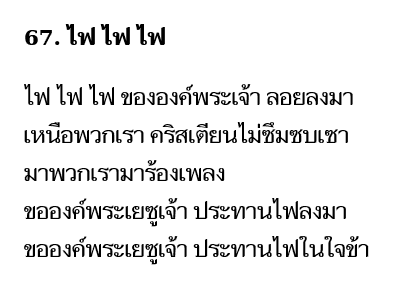 67. ไฟ ไฟ ไฟ
ไฟ ไฟ ไฟ ขององค์พระเจ้า ลอยลงมา
เหนือพวกเรา คริสเตียนไม่ซึมซบเซา
มาพวกเรามาร้องเพลง
ขอองค์พระเยซูเจ้า ประทานไฟลงมา
ขอองค์พระเยซูเจ้า ประทานไฟในใจข้า